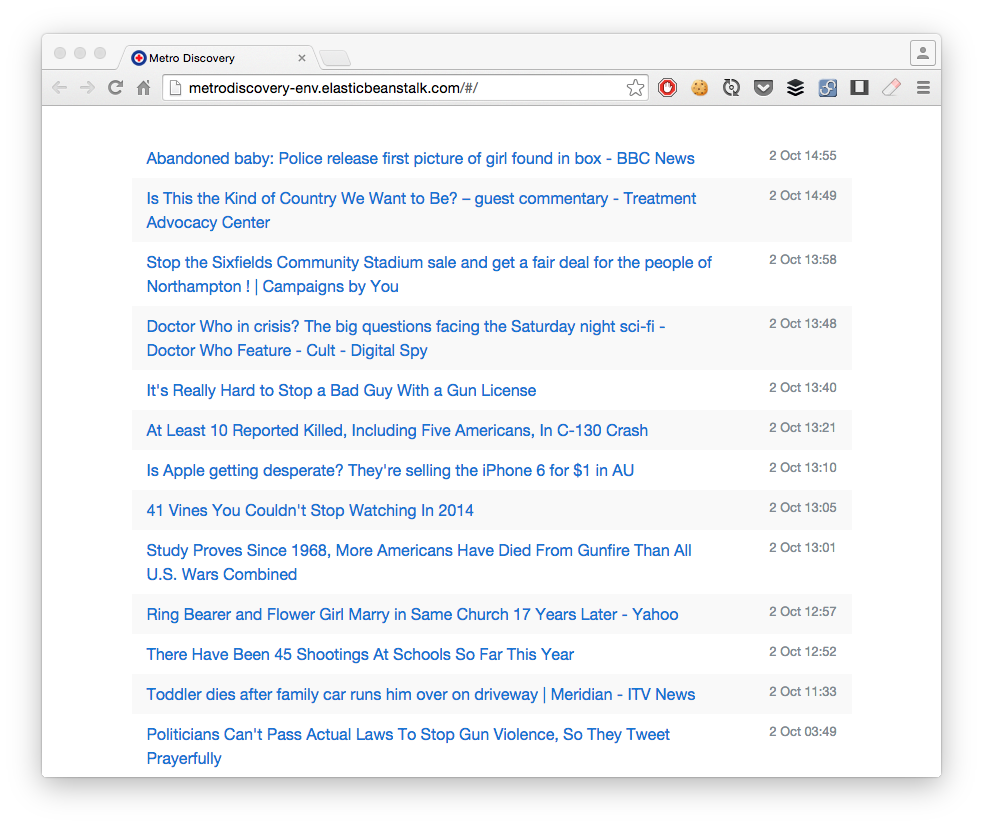 Metro Discovery
metrodiscovery-env.elasticbeanstalk.com/#/
Abandoned baby: Police release first picture of girl found in box - BBC News 2 Oct 14:55
Is This the Kind of Country We Want to Be? – guest commentary - Treatment 2 Oct 14:49
Advocacy Center
Stop the Sixfields Community Stadium sale and get a fair deal for the people of 2 Oct 13:58
Northampton ! | Campaigns by You
Doctor Who in crisis? The big questions facing the Saturday night sci-fi - 2 Oct 13:48
Doctor Who Feature - Cult - Digital Spy
It's Really Hard to Stop a Bad Guy With a Gun License 2 Oct 13:40
At Least 10 Reported Killed, Including Five Americans, In C-130 Crash 2 Oct 13:21
Is Apple getting desperate? They're selling the iPhone 6 for $1 in AU 2 Oct 13:10
41 Vines You Couldn't Stop Watching In 2014 2 Oct 13:05
Study Proves Since 1968, More Americans Have Died From Gunfire Than All 2 Oct 13:01
U.S. Wars Combined
Ring Bearer and Flower Girl Marry in Same Church 17 Years Later - Yahoo 2 Oct 12:57
There Have Been 45 Shootings At Schools So Far This Year 2 Oct 12:52
Toddler dies after family car runs him over on driveway | Meridian - ITV News 2 Oct 11:33
Politicians Can't Pass Actual Laws To Stop Gun Violence, So They Tweet 2 Oct 03:49
Prayerfully